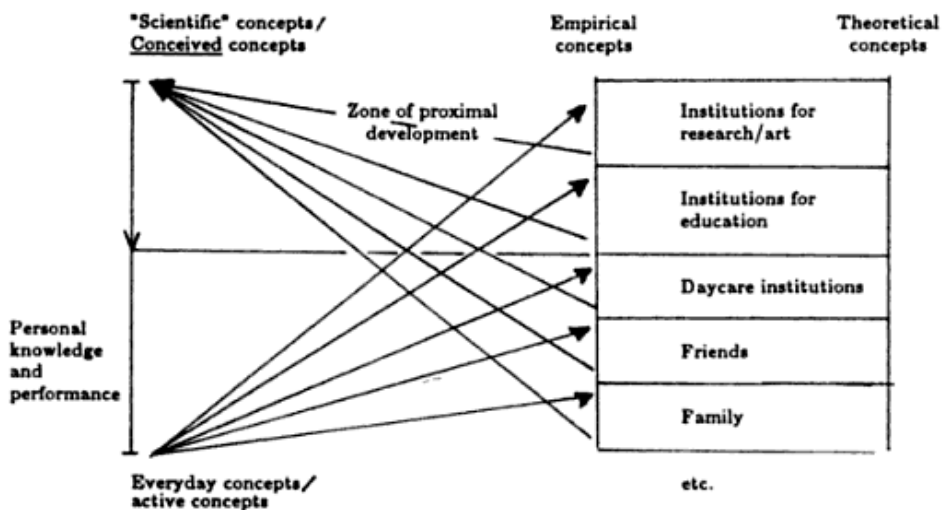 "Scientific" concepts/
Conceived concepts
Empirical
concepts
Theoretical
concepts
Zone of proximal
development
Institutions for
research/art
Institutions for
education
Daycare institutions
Personal
knowledge
and
performance
Friends
Family
Everyday concepts/
active concepts
etc.